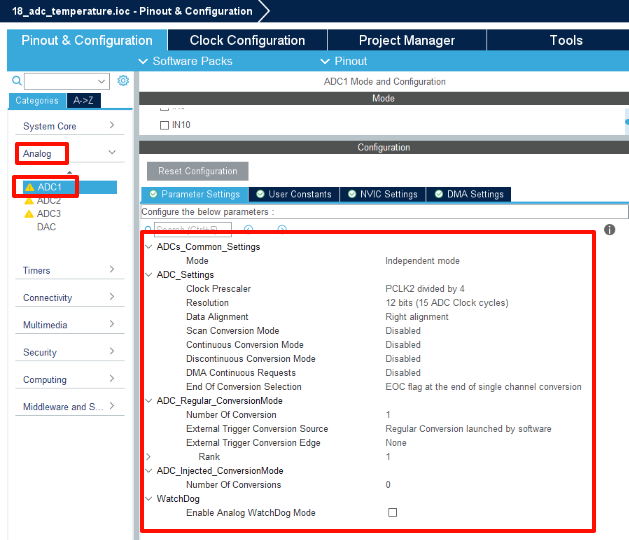 18_adc_temperature.ioc - Pinout & Configuration
Pinout & Configuration Clock Configuration Project Manager Tools
Software Packs Pinout
ADC1 Mode and Configuration
Categories A->Z
Mode
System Core
IN10
Analog
Configuration
Reset Configuration
ADC1
ADC2
ADC3
DAC
Parameter Settings User Constants NVIC Settings DMA Settings
Configure the below parameters :
Search (Ctrl+F)
Timers
Connectivity
Multimedia
Security
Computing
Middleware and S...
ADCs_Common_Settings
Mode Independent mode
ADC_Settings
Clock Prescaler PCLK2 divided by 4
Resolution 12 bits (15 ADC Clock cycles)
Data Alignment Right alignment
Scan Conversion Mode Disabled
Continuous Conversion Mode Disabled
Discontinuous Conversion Mode Disabled
DMA Continuous Requests Disabled
End Of Conversion Selection EOC flag at the end of single channel conversion
ADC_Regular_ConversionMode
Number Of Conversion 1
External Trigger Conversion Source Regular Conversion launched by software
External Trigger Conversion Edge None
Rank 1
ADC_Injected_ConversionMode
Number Of Conversions 0
WatchDog
Enable Analog WatchDog Mode